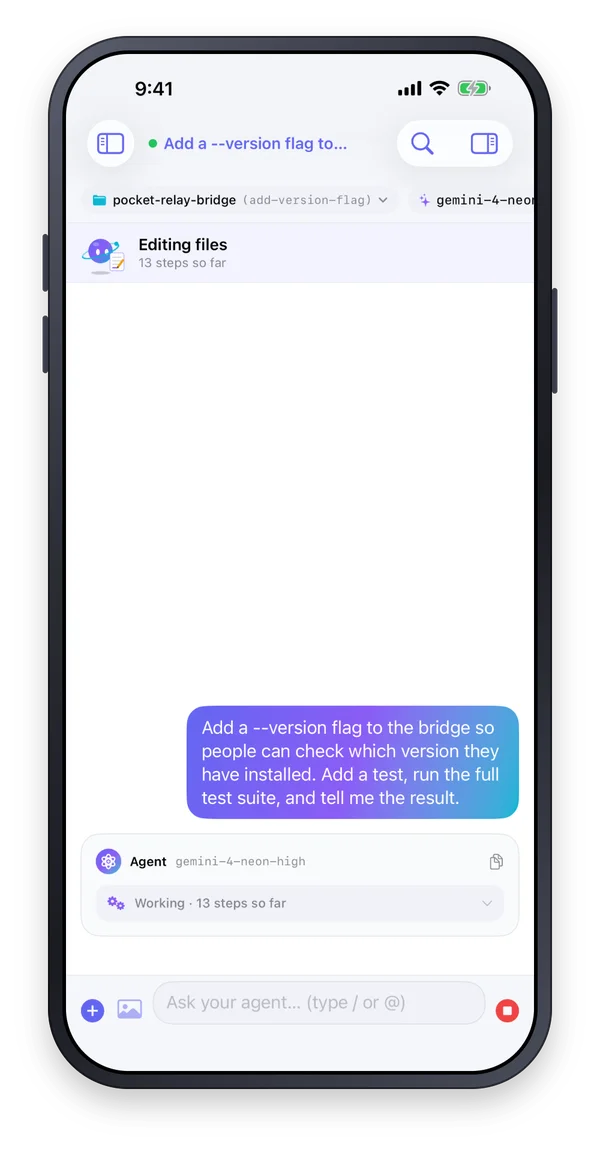 9:41
Add a --version flag to...
pocket-relay-bridge (add-version-flag)
gemini-4-neon
Editing files
13 steps so far
Add a --version flag to the bridge so
people can check which version they
have installed. Add a test, run the full
test suite, and tell me the result.
Agent gemini-4-neon-high
Working · 13 steps so far
Ask your agent... (type / or @)